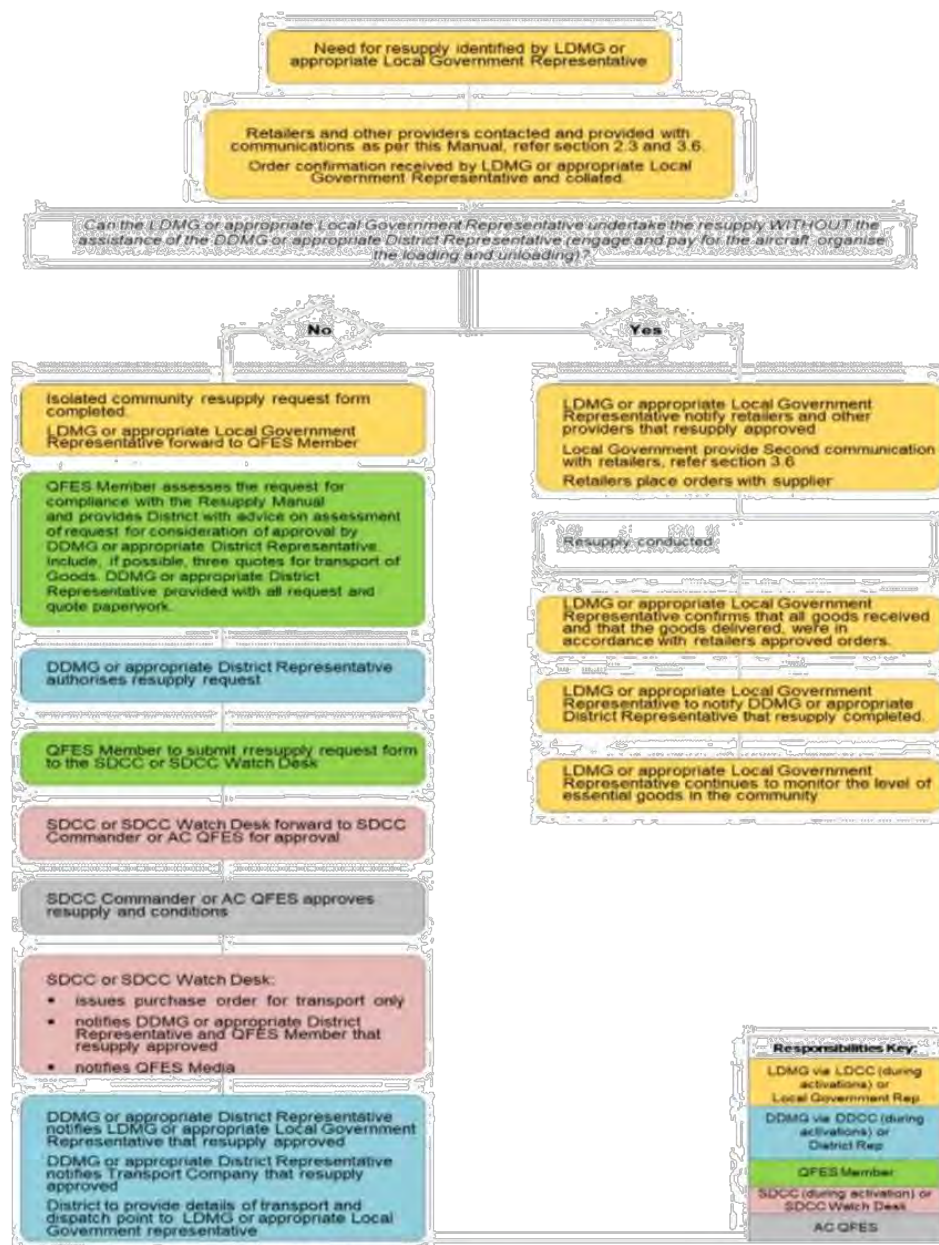 Need for resupply identified by LDMG or
appropriate Local Government Representative
Retailers and other providers contacted and provided with
communications as per this Manual, refer section 2.3 and 3.6.
Order confirmation received by LDMG or appropriate Local
Government Representative and collated.
Can the LDMG or appropriate Local Government Representative undertake the resupply WITHOUT the
assistance of the DDMG or appropriate District Representative (engage and pay for the aircraft organise
the loading and unloading)?
No
Yes
Isolated community resupply request form
completed.
LDMG or appropriate Local Government
Representative forward to QFES Member
QFES Member assesses the request for
compliance with the Resupply Manual
and provides District with advice on assessment
of request for consideration of approval by
DDMG or appropriate District Representative.
Include, if possible, three quotes for transport of
Goods. DDMG or appropriate District
Representative provided with all request and
quote paperwork.
DDMG or appropriate District Representative
authorises resupply request
QFES Member to submit rresupply request form
to the SDCC or SDCC Watch Desk
SDCC or SDCC Watch Desk forward to SDCC
Commander or AC QFES for approval
SDCC Commander or AC QFES approves
resupply and conditions
SDCC or SDCC Watch Desk:
• issues purchase order for transport only
• notifies DDMG or appropriate District
Representative and QFES Member that
resupply approved
• notifies QFES Media
DDMG or appropriate District Representative
notifies LDMG or appropriate Local Government
Representative that resupply approved
DDMG or appropriate District Representative
notifies Transport Company that resupply
approved
District to provide details of transport and
dispatch point to LDMG or appropriate Local
Government representative
LDMG or appropriate Local Government
Representative notify retailers and other
providers that resupply approved
Local Government provide Second communication
with retailers, refer section 3.6
Retailers place orders with supplier
Resupply conducted
LDMG or appropriate Local Government
Representative confirms that all goods received
and that the goods delivered, were in
accordance with retailers approved orders.
LDMG or appropriate Local Government
Representative to notify DDMG or appropriate
District Representative that resupply completed.
LDMG or appropriate Local Government
Representative continues to monitor the level of
essential goods in the community
Responsibilities Key:
LDMG via LDCC (during
activations) or
Local Government Rep
DDMG via DDCC (during
activations) or
District Rep
QFES Member
SDCC (during activation) or
SDCC Watch Desk
AC QFES